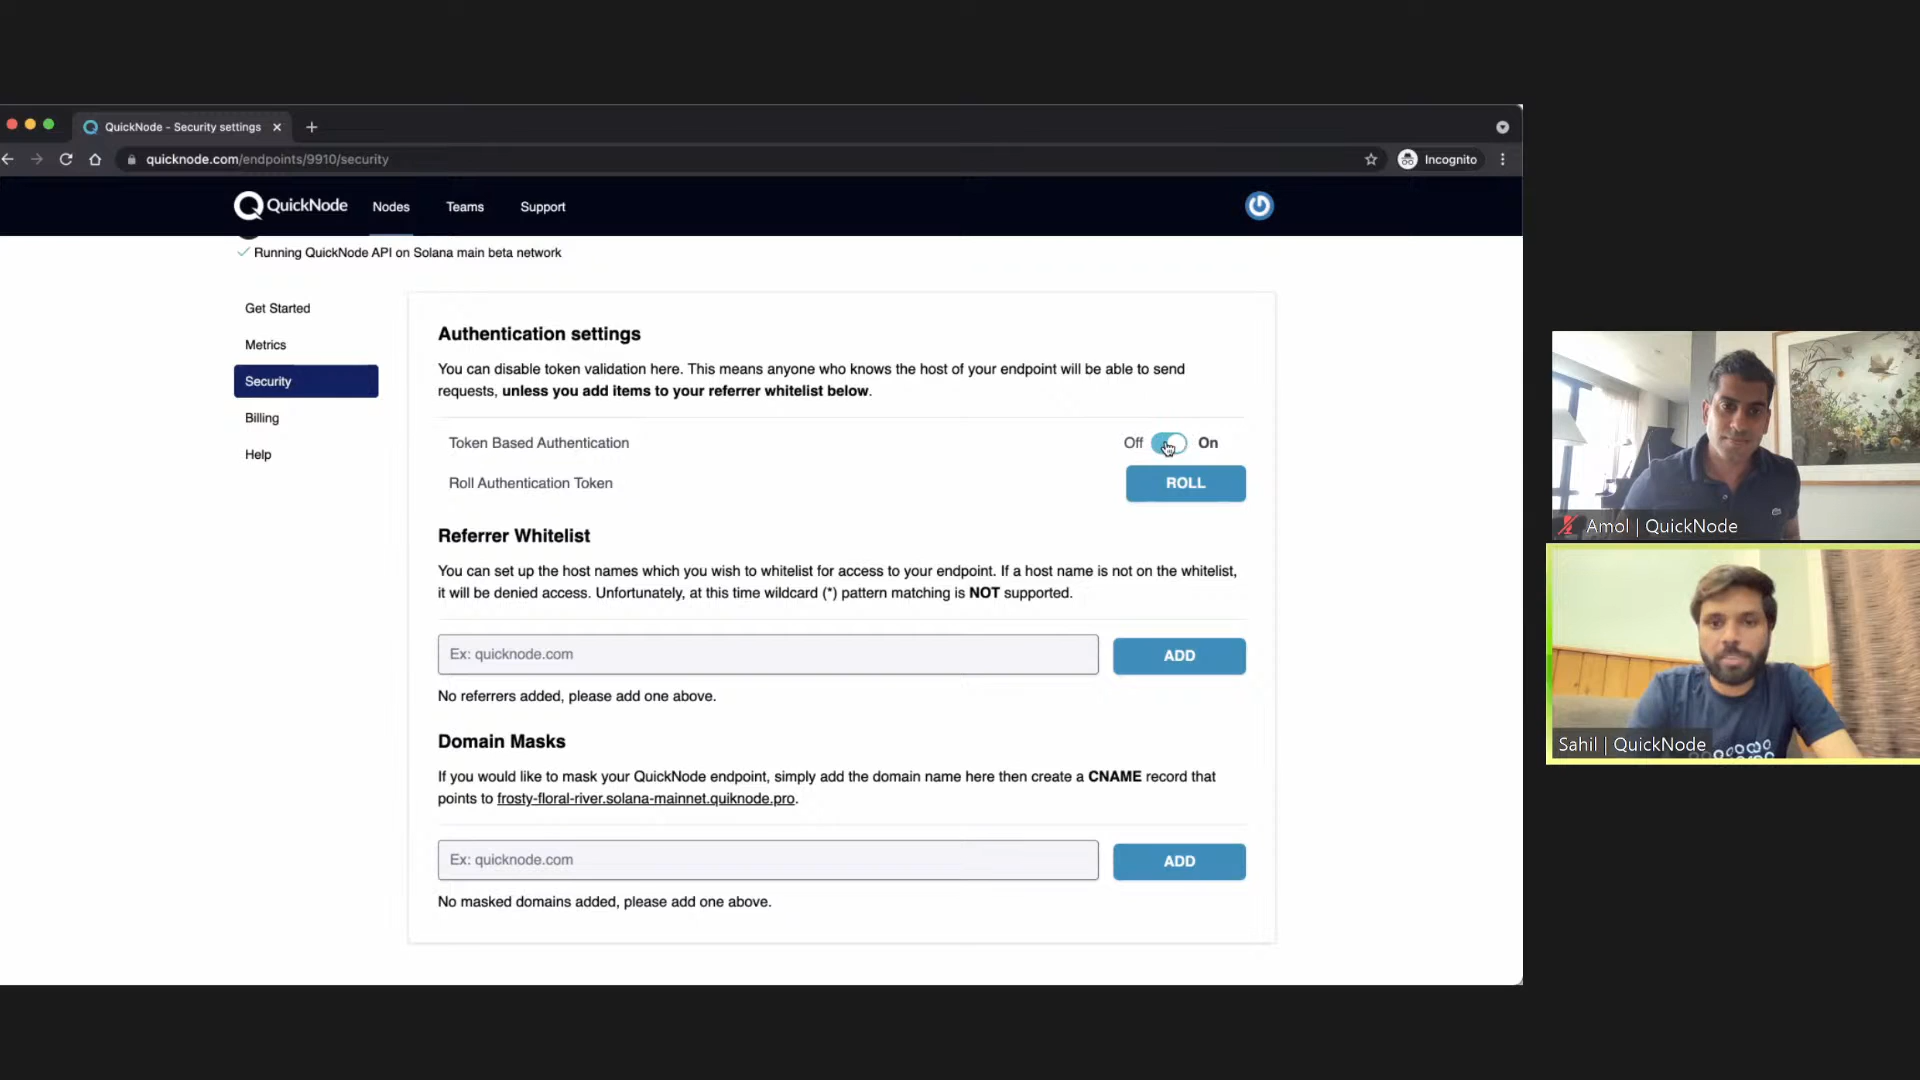 QuickNode - Security settings
quicknode.com/endpoints/9910/security
Incognito
QuickNode Nodes Teams Support
Running QuickNode API on Solana main beta network
Get Started
Metrics
Security
Billing
Help
Authentication settings
You can disable token validation here. This means anyone who knows the host of your endpoint will be able to send
requests, unless you add items to your referrer whitelist below.
Token Based Authentication
Off On
Roll Authentication Token
ROLL
Referrer Whitelist
You can set up the host names which you wish to whitelist for access to your endpoint. If a host name is not on the whitelist,
it will be denied access. Unfortunately, at this time wildcard (*) pattern matching is NOT supported.
Ex: quicknode.com
ADD
No referrers added, please add one above.
Domain Masks
If you would like to mask your QuickNode endpoint, simply add the domain name here then create a CNAME record that
points to frosty-floral-river.solana-mainnet.quiknode.pro.
Ex: quicknode.com
ADD
No masked domains added, please add one above.
Amol | QuickNode
Sahil | QuickNode